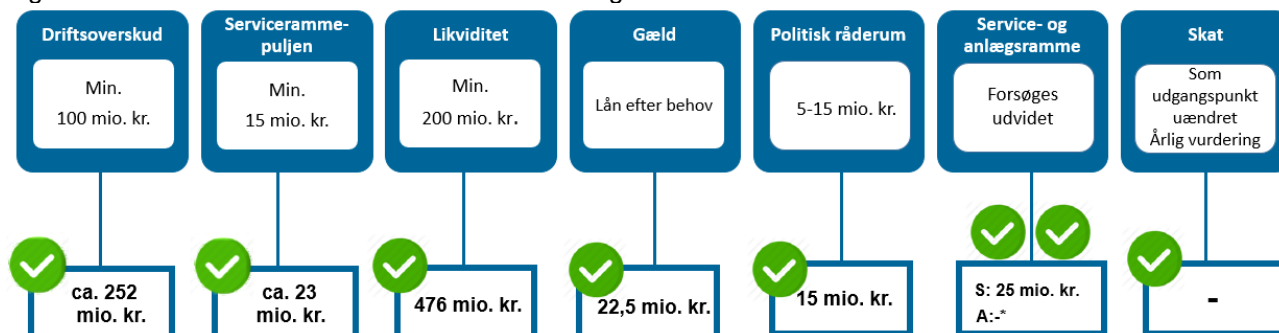 Driftsoverskud
Min.
100 mio. kr.
ca. 252
mio. kr.
Serviceramme-
puljen
Min.
15 mio. kr.
ca. 23
mio. kr.
Likviditet
Min.
200 mio. kr.
476 mio. kr.
Gæld
Lån efter behov
22,5 mio. kr.
Politisk råderum
5-15 mio. kr.
15 mio. kr.
Service- og
anlægsramme
Forsøges
udvidet
S: 25 mio. kr.
A:-*
Skat
Som
udgangspunkt
uændret
Årlig vurdering
-